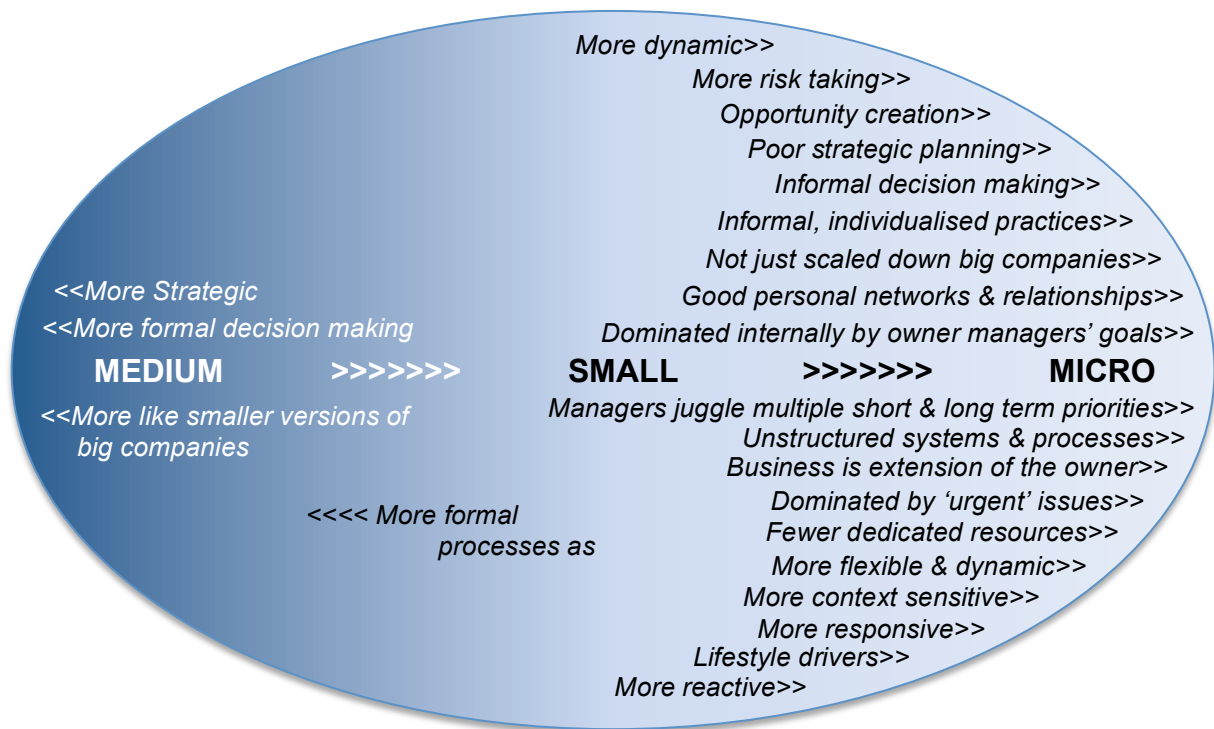 More dynamic>>
More risk taking>>
Opportunity creation>>
Poor strategic planning>>
Informal decision making>>
Informal, individualised practices>>
Not just scaled down big companies>>
<<More Strategic
Good personal networks & relationships>>
<<More formal decision making
Dominated internally by owner managers’ goals>>
MEDIUM >>>>>>> SMALL >>>>>>> MICRO
<<More like smaller versions of
big companies
Managers juggle multiple short & long term priorities>>
Unstructured systems & processes>>
Business is extension of the owner>>
Dominated by ‘urgent’ issues>>
<<<< More formal
processes as
Fewer dedicated resources>>
More flexible & dynamic>>
More context sensitive>>
More responsive>>
Lifestyle drivers>>
More reactive>>